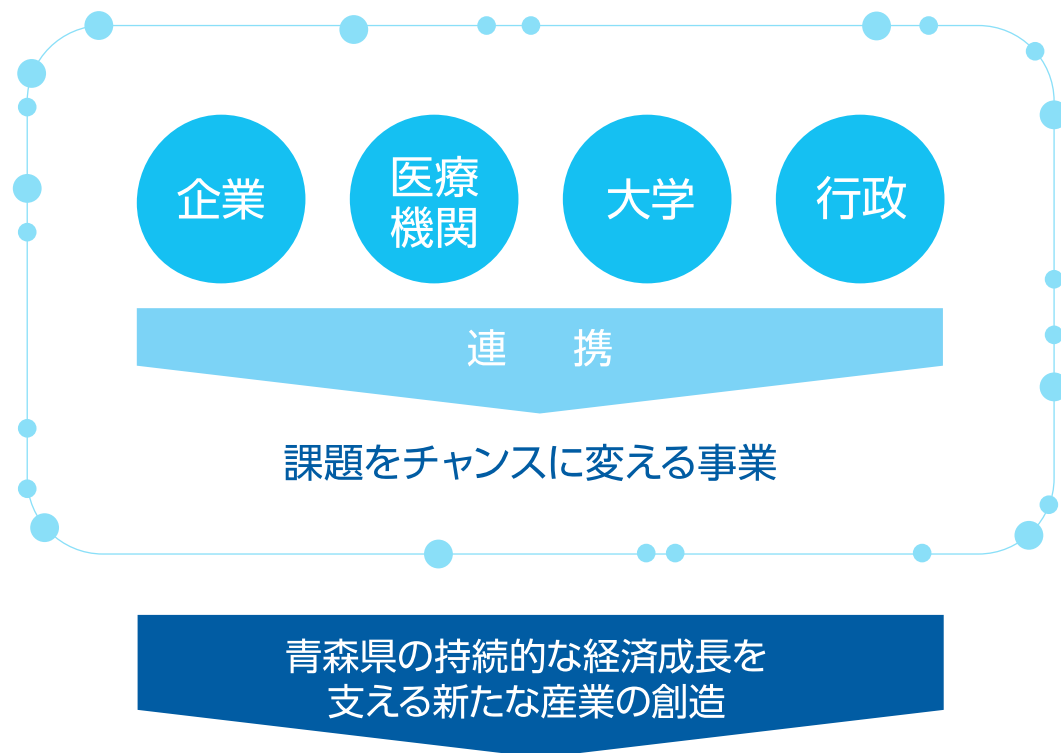 企業
医療
機関
大学
行政
連　携
課題をチャンスに変える事業
青森県の持続的な経済成長を
支える新たな産業の創造